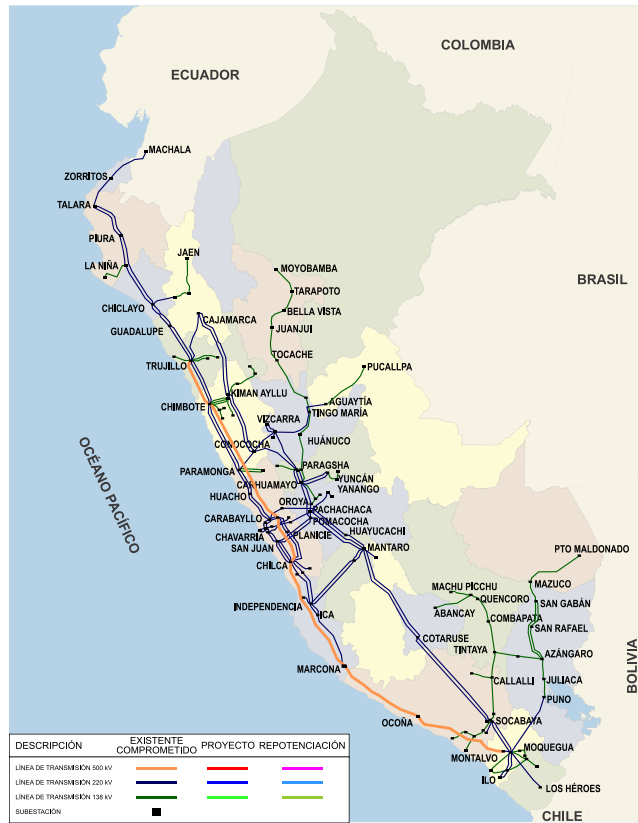 COLOMBIA
ECUADOR
MACHALA
ZORRITOS
TALARA
PIURA
LA NIÑA
JAEN
MOYOBAMBA
BRASIL
TARAPOTO
CHICLAYO
BELLA VISTA
CAJAMARCA
GUADALUPE
JUANJUI
TRUJILLO
TOCACHE
PUCALLPA
KIMAN AYLLU
CHIMBOTE
AGUAYTÍA
TINGO MARÍA
VIZCARRA
OCÉANO PACÍFICO
CONOCOCHA
HUÁNUCO
PARAMONGA
PARAGSHA
CARHUAMAYO
YUNCÁN
YANANGO
HUACHO
OROYA
PACHACHACA
CARABAYLLO
POMACOCHA
CHAVARRÍA
PLANICIE
HUAYUCACHI
SAN JUAN
MANTARO
PTO MALDONADO
CHILCA
MACHU PICCHU
MAZUCO
QUENCORO
SAN GABÁN
INDEPENDENCIA
ICA
ABANCAY
COMBAPATA
SAN RAFAEL
COTARUSE
TINTAYA
AZÁNGARO
BOLIVIA
MARCONA
CALLALLI
JULIACA
PUNO
OCOÑA
SOCABAYA
MONTALVO
MOQUEGUA
ILO
LOS HÉROES
CHILE
DESCRIPCIÓN EXISTENTE COMPROMETIDO PROYECTO REPOTENCIACIÓN
LÍNEA DE TRANSMISIÓN 500 kV
LÍNEA DE TRANSMISIÓN 220 kV
LÍNEA DE TRANSMISIÓN 138 kV
SUBESTACIÓN